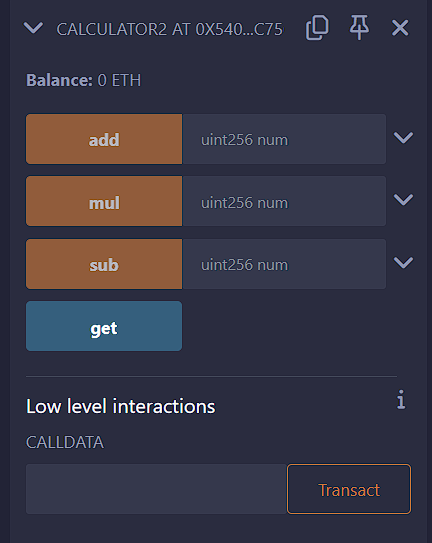 CALCULATOR2 AT 0X540...C75
Balance: 0 ETH
add uint256 num
mul uint256 num
sub uint256 num
get
Low level interactions
i
CALLDATA
Transact